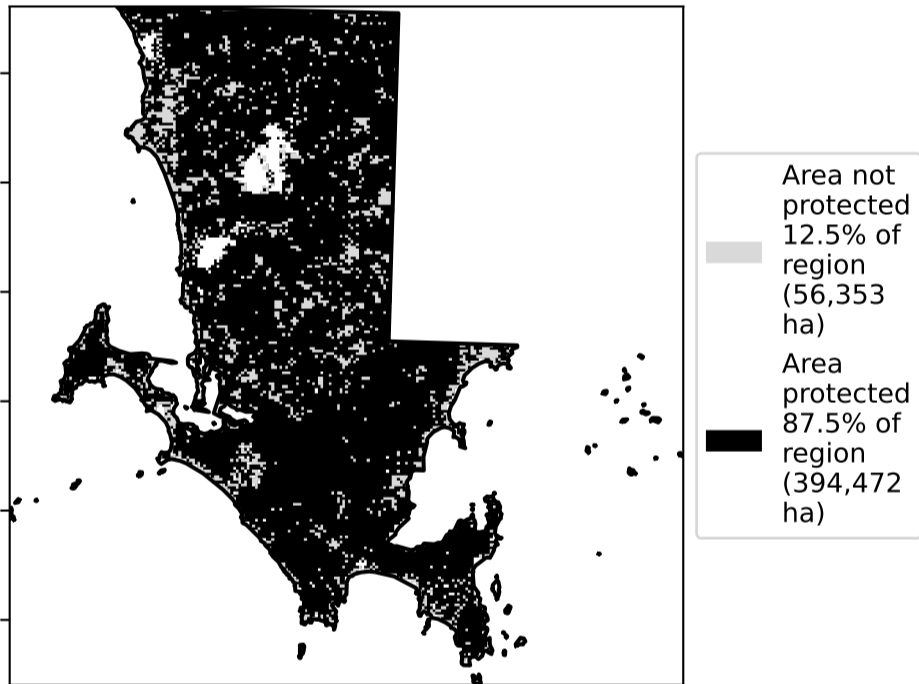 Area not
protected
12.5% of
region
(56,353
ha)
Area
protected
87.5% of
region
(394,472
ha)